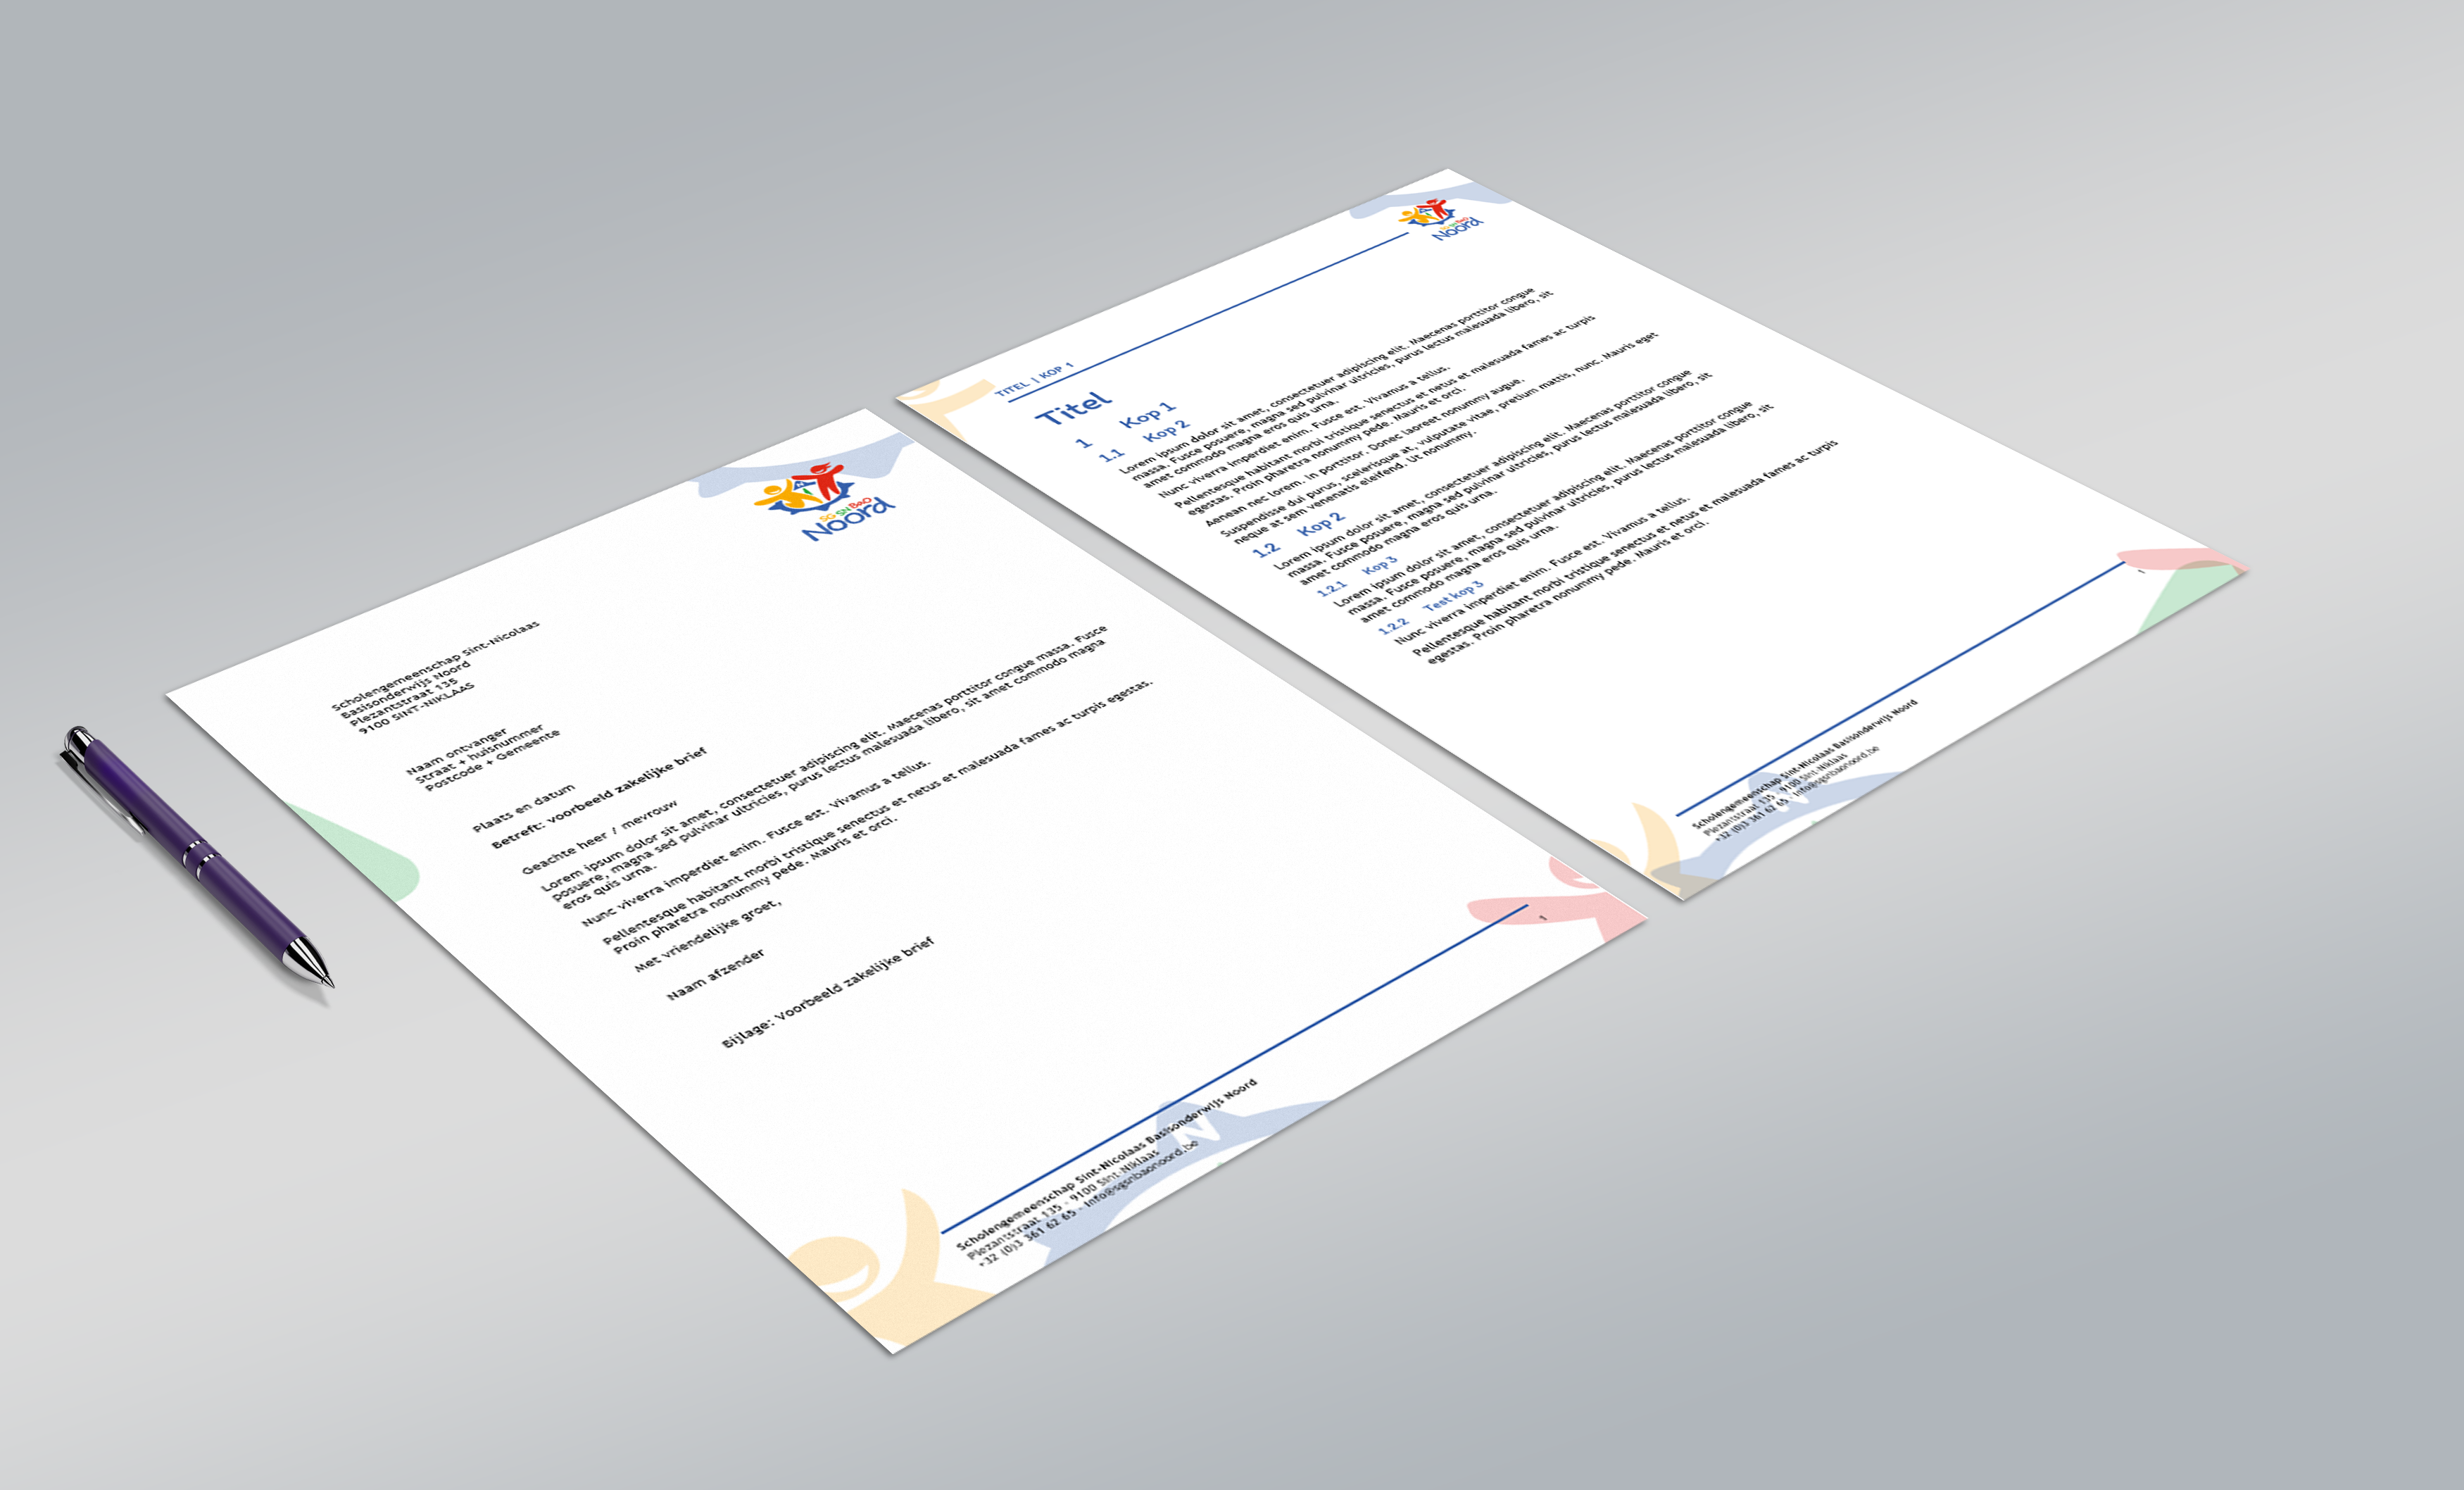 SG SN BaO
Noord
Scholengemeenschap Sint-Nicolaas
Basisonderwijs Noord
Plezantstraat 135
9100 SINT-NIKLAAS
Naam ontvanger
Straat + huisnummer
Postcode + Gemeente
Plaats en datum
Betreft: voorbeeld zakelijke brief
Geachte heer / mevrouw
Lorem ipsum dolor sit amet, consectetuer adipiscing elit. Maecenas porttitor congue massa. Fusce
posuere, magna sed pulvinar ultricies, purus lectus malesuada libero, sit amet commodo magna
eros quis urna.
Nunc viverra imperdiet enim. Fusce est. Vivamus a tellus.
Pellentesque habitant morbi tristique senectus et netus et malesuada fames ac turpis egestas.
Proin pharetra nonummy pede. Mauris et orci.
Met vriendelijke groet,
Naam afzender
Bijlage: Voorbeeld zakelijke brief
1
Scholengemeenschap Sint-Nicolaas Basisonderwijs Noord
Plezantstraat 135 - 9100 Sint-Niklaas
+32 (0)3 361 62 65 - info@sgsnbaonoord.be
N
SG SN BaO
Noord
TITEL | KOP 1
Titel
1 Kop 1
1.1 Kop 2
Lorem ipsum dolor sit amet, consectetuer adipiscing elit. Maecenas porttitor congue
massa. Fusce posuere, magna sed pulvinar ultricies, purus lectus malesuada libero, sit
amet commodo magna eros quis urna.
Nunc viverra imperdiet enim. Fusce est. Vivamus a tellus.
Pellentesque habitant morbi tristique senectus et netus et malesuada fames ac turpis
egestas. Proin pharetra nonummy pede. Mauris et orci.
Aenean nec lorem. In porttitor. Donec laoreet nonummy augue.
Suspendisse dui purus, scelerisque at, vulputate vitae, pretium mattis, nunc. Mauris eget
neque at sem venenatis eleifend. Ut nonummy.
1.2 Kop 2
Lorem ipsum dolor sit amet, consectetuer adipiscing elit. Maecenas porttitor congue
massa. Fusce posuere, magna sed pulvinar ultricies, purus lectus malesuada libero, sit
amet commodo magna eros quis urna.
1.2.1 Kop 3
Lorem ipsum dolor sit amet, consectetuer adipiscing elit. Maecenas porttitor congue
massa. Fusce posuere, magna sed pulvinar ultricies, purus lectus malesuada libero, sit
amet commodo magna eros quis urna.
1.2.2 Test kop 3
Nunc viverra imperdiet enim. Fusce est. Vivamus a tellus.
Pellentesque habitant morbi tristique senectus et netus et malesuada fames ac turpis
egestas. Proin pharetra nonummy pede. Mauris et orci.
1
Scholengemeenschap Sint-Nicolaas Basisonderwijs Noord
Plezantstraat 135 - 9100 Sint-Niklaas
+32 (0)3 361 62 65 - info@sgsnbaonoord.be
N